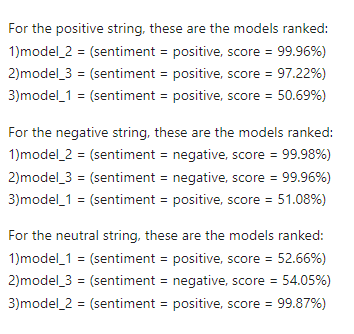 For the positive string, these are the models ranked:
1)model_2 = (sentiment = positive, score = 99.96%)
2)model_3 = (sentiment = positive, score = 97.22%)
3)model_1 = (sentiment = positive, score = 50.69%)
For the negative string, these are the models ranked:
1)model_2 = (sentiment = negative, score = 99.98%)
2)model_3 = (sentiment = negative, score = 99.96%)
3)model_1 = (sentiment = positive, score = 51.08%)
For the neutral string, these are the models ranked:
1)model_1 = (sentiment = positive, score = 52.66%)
2)model_3 = (sentiment = negative, score = 54.05%)
3)model_2 = (sentiment = positive, score = 99.87%)